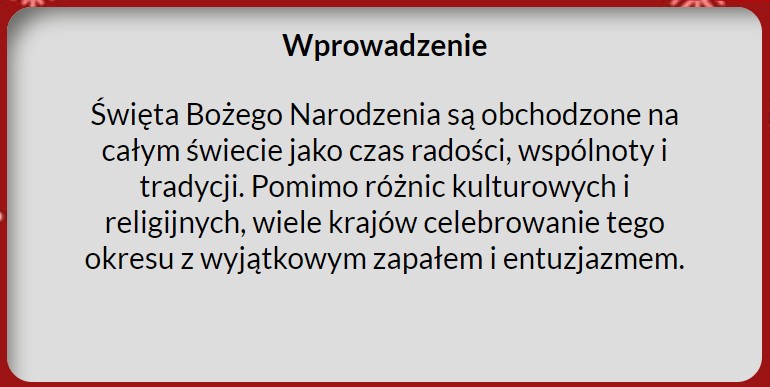 Wprowadzenie
Święta Bożego Narodzenia są obchodzone na
całym świecie jako czas radości, wspólnoty i
tradycji. Pomimo różnic kulturowych i
religijnych, wiele krajów celebrowanie tego
okresu z wyjątkowym zapałem i entuzjazmem.